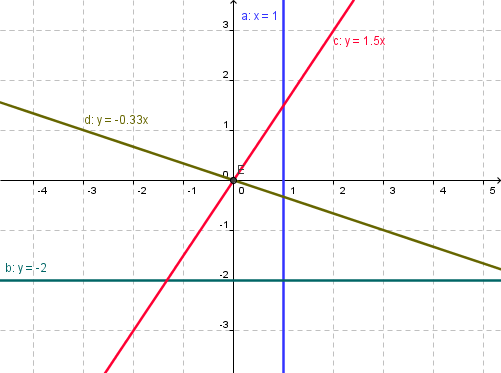 a: x = 1
3
c: y = 1.5x
2
d: y = -0.33x
1
0
E
-4 -3 -2 -1 0 1 2 3 4 5
-1
b: y = -2
-2
-3